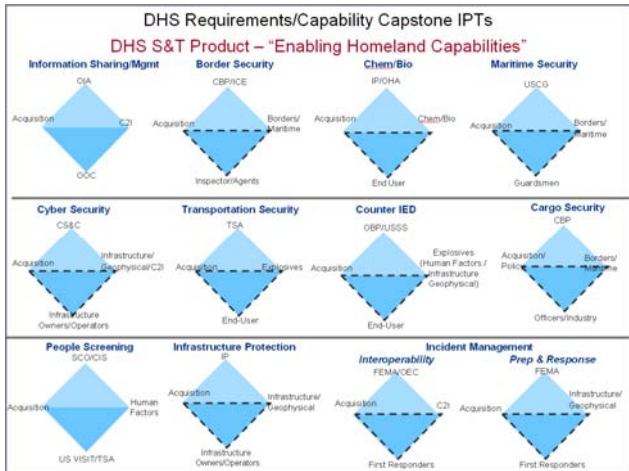 DHS Requirements/Capability Capstone IPTs
DHS S&T Product – “Enabling Homeland Capabilities”
Information Sharing/Mgmt
OIA
Acquisition
C2I
OOC
Border Security
CBP/ICE
Acquisition
Borders/
Maritime
Inspector/Agents
Chem/Bio
IP/OHA
Acquisition
Chem/Bio
End User
Maritime Security
USCG
Acquisition
Borders/
Maritime
Guardsmen
Cyber Security
CS&C
Acquisition
Infrastructure/
Geophysical/C2I
Infrastructure
Owners/Operators
Transportation Security
TSA
Acquisition
Explosives
End-User
Counter IED
OBP/USSS
Acquisition
Explosives
(Human Factors /
Infrastructure
Geophysical)
End-User
Cargo Security
CBP
Acquisition/
Policy
Borders/
Maritime
Officers/Industry
People Screening
SCO/CIS
Acquisition
Human
Factors
US VISIT/TSA
Infrastructure Protection
IP
Acquisition
Infrastructure/
Geophysical
Infrastructure
Owners/Operators
Incident Management
Interoperability
FEMA/OEC
Acquisition
C2I
First Responders
Prep & Response
FEMA
Acquisition
Infrastructure/
Geophysical
First Responders